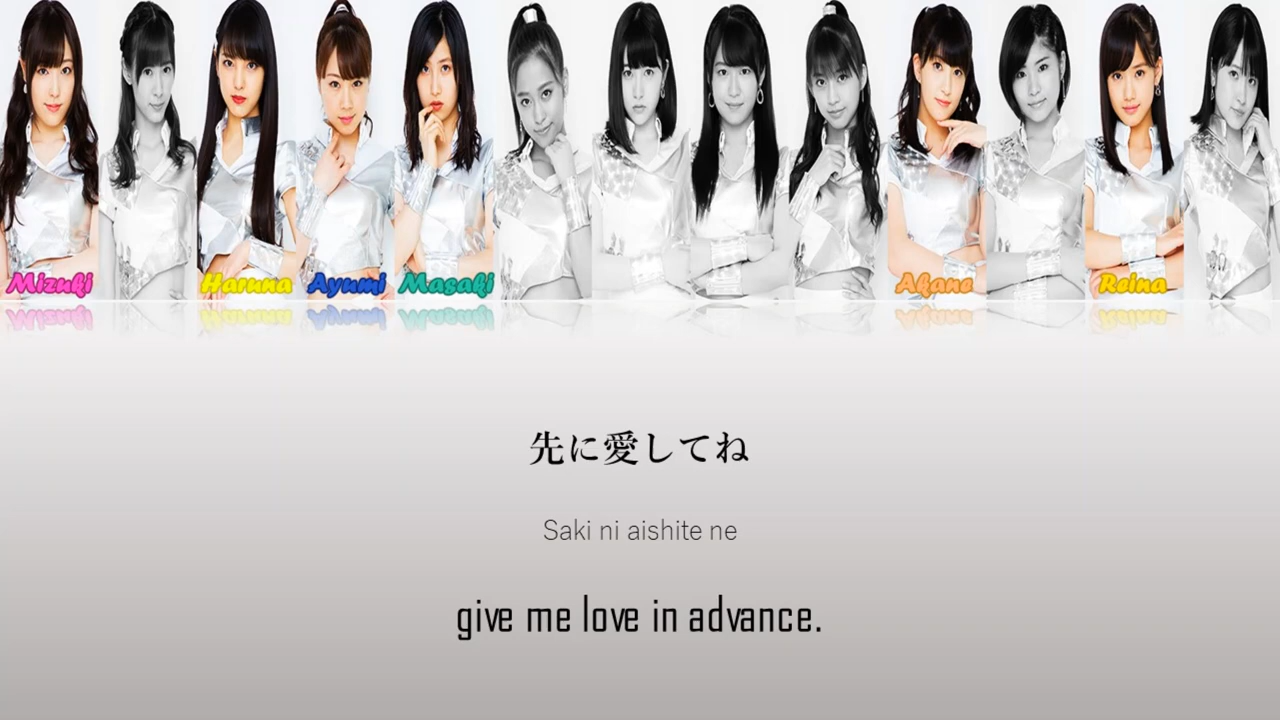 Mizuki Haruna Ayumi Masaki Akane Reina
先に愛してね
Saki ni aishite ne
give me love in advance.